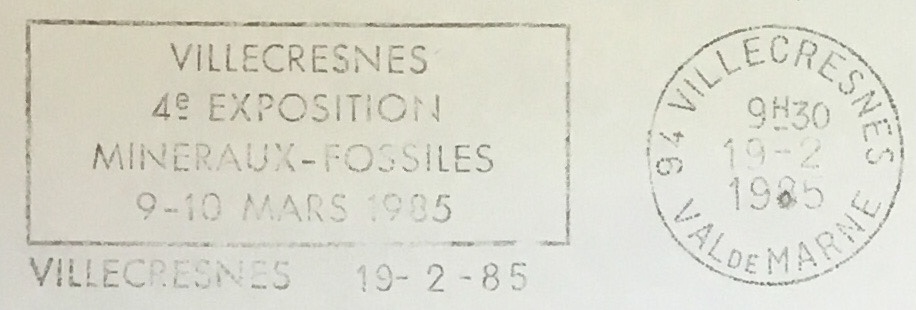 VILLECRESNES
4e EXPOSITION
MINERAUX-FOSSILES
9-10 MARS 1985
VILLECRESNES 19-2-85
94 VILLECRESNES
9H30
19-2
1985
VAL DE MARNE